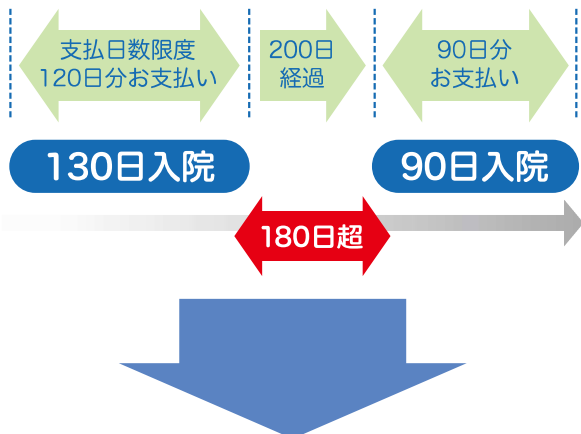 支払日数限度
120日分お支払い
200日
経過
90日分
お支払い
130日入院
90日入院
180日超